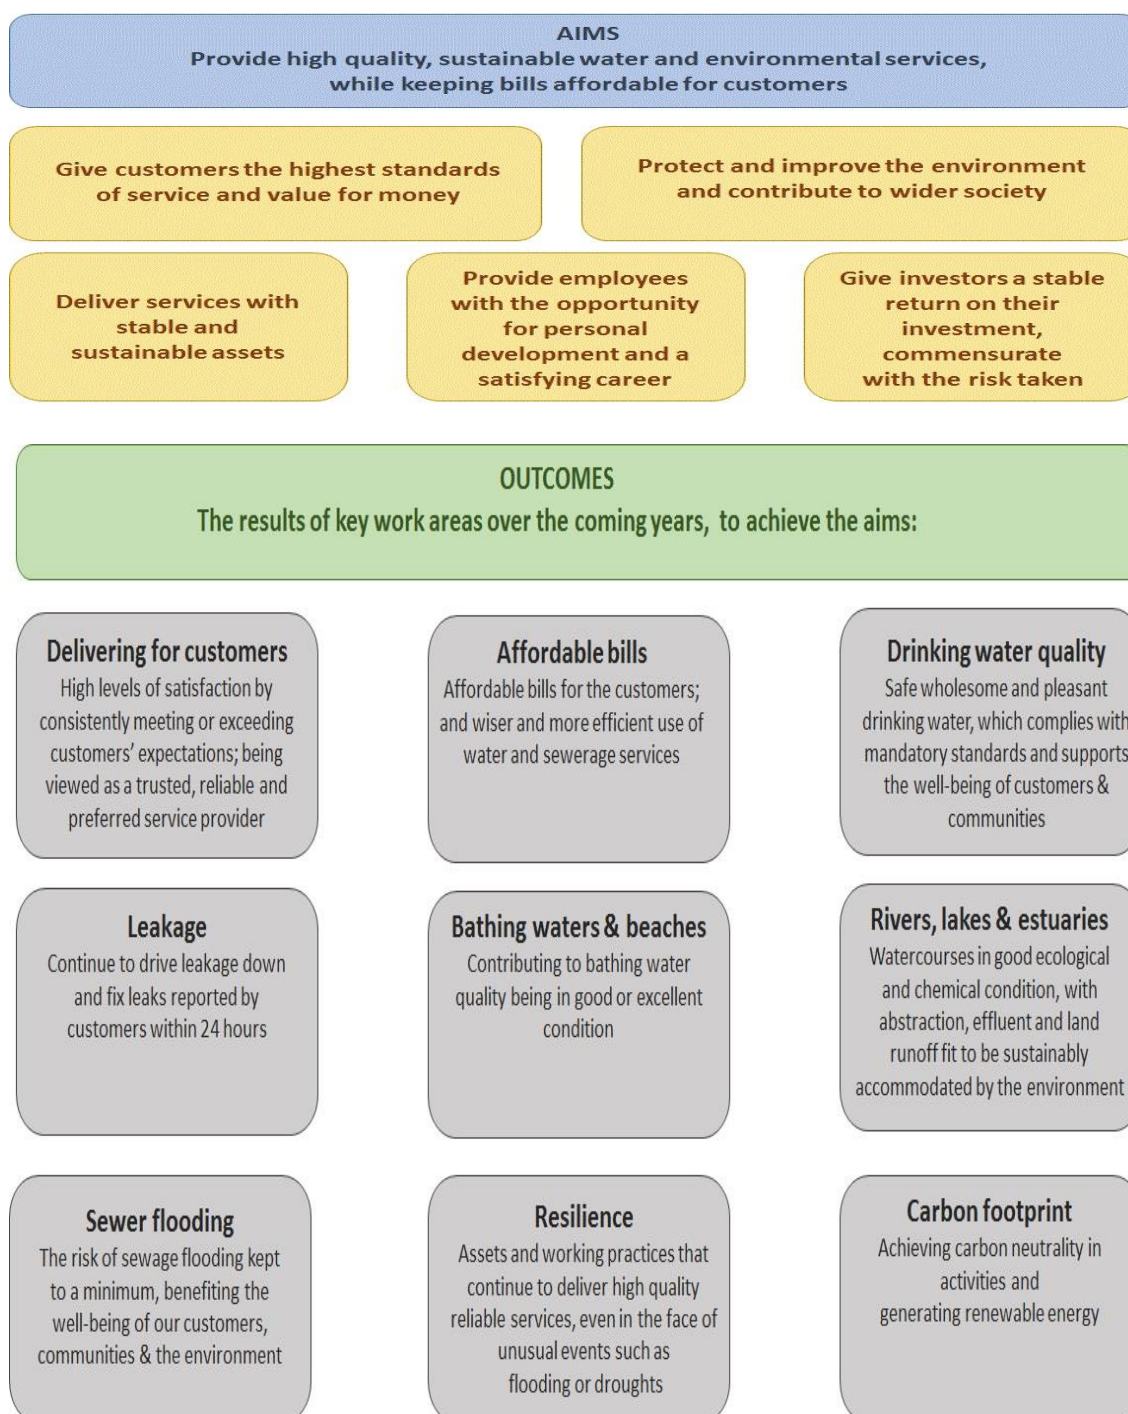 AIMS
Provide high quality, sustainable water and environmental services,
while keeping bills affordable for customers
Give customers the highest standards
of service and value for money
Protect and improve the environment
and contribute to wider society
Deliver services with
stable and
sustainable assets
Provide employees
with the opportunity
for personal
development and a
satisfying career
Give investors a stable
return on their
investment,
commensurate
with the risk taken
OUTCOMES
The results of key work areas over the coming years, to achieve the aims:
Delivering for customers
High levels of satisfaction by
consistently meeting or exceeding
customers’ expectations; being
viewed as a trusted, reliable and
preferred service provider
Affordable bills
Affordable bills for the customers;
and wiser and more efficient use of
water and sewerage services
Drinking water quality
Safe wholesome and pleasant
drinking water, which complies with
mandatory standards and supports
the well-being of customers &
communities
Leakage
Continue to drive leakage down
and fix leaks reported by
customers within 24 hours
Bathing waters & beaches
Contributing to bathing water
quality being in good or excellent
condition
Rivers, lakes & estuaries
Watercourses in good ecological
and chemical condition, with
abstraction, effluent and land
runoff fit to be sustainably
accommodated by the environment
Sewer flooding
The risk of sewage flooding kept
to a minimum, benefiting the
well-being of our customers,
communities & the environment
Resilience
Assets and working practices that
continue to deliver high quality
reliable services, even in the face of
unusual events such as
flooding or droughts
Carbon footprint
Achieving carbon neutrality in
activities and
generating renewable energy